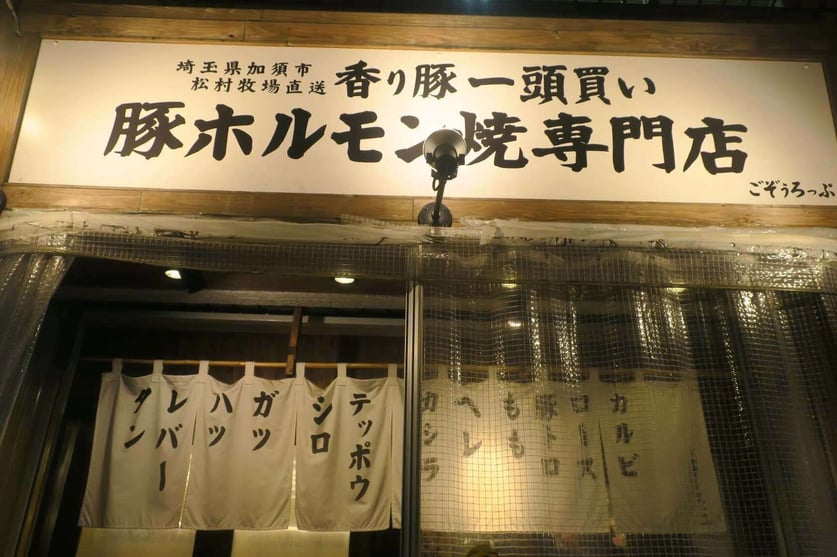 埼玉県加須市
松村牧場直送
香り豚一頭買い
豚ホルモン焼専門店
ごぞうろっぷ
カルビ
ロース
豚トロ
もも
ヘレ
カシラ
テッポウ
シロ
ガツ
ハツ
レバー
タン